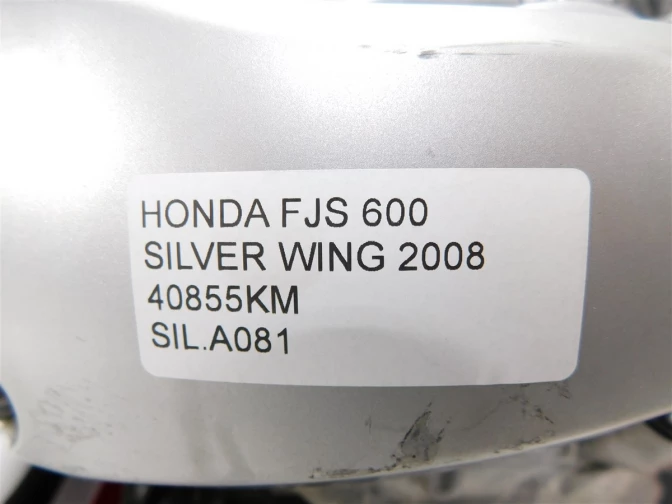 HONDA FJS 600
SILVER WING 2008
40855KM
SIL.A081